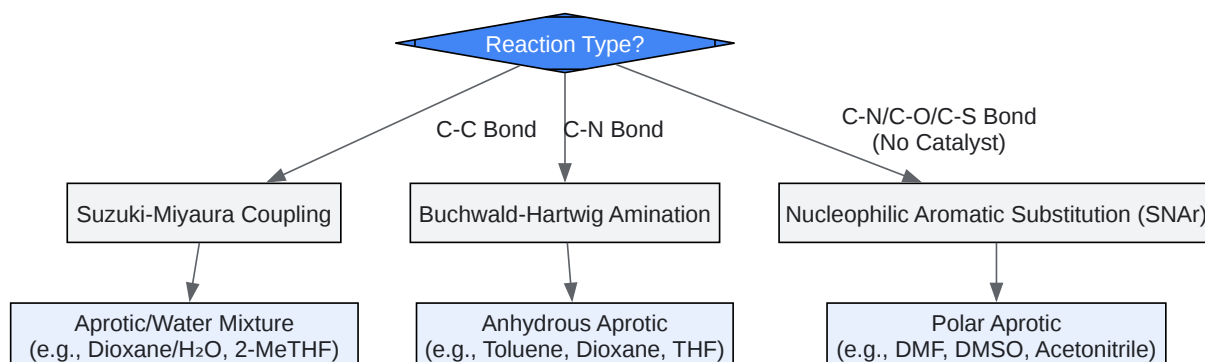 Reaction Type?
C-C Bond
C-N Bond
C-N/C-O/C-S Bond
(No Catalyst)
Suzuki-Miyaura Coupling
Buchwald-Hartwig Amination
Nucleophilic Aromatic Substitution (SNAr)
Aprotic/Water Mixture
(e.g., Dioxane/H₂O, 2-MeTHF)
Anhydrous Aprotic
(e.g., Toluene, Dioxane, THF)
Polar Aprotic
(e.g., DMF, DMSO, Acetonitrile)